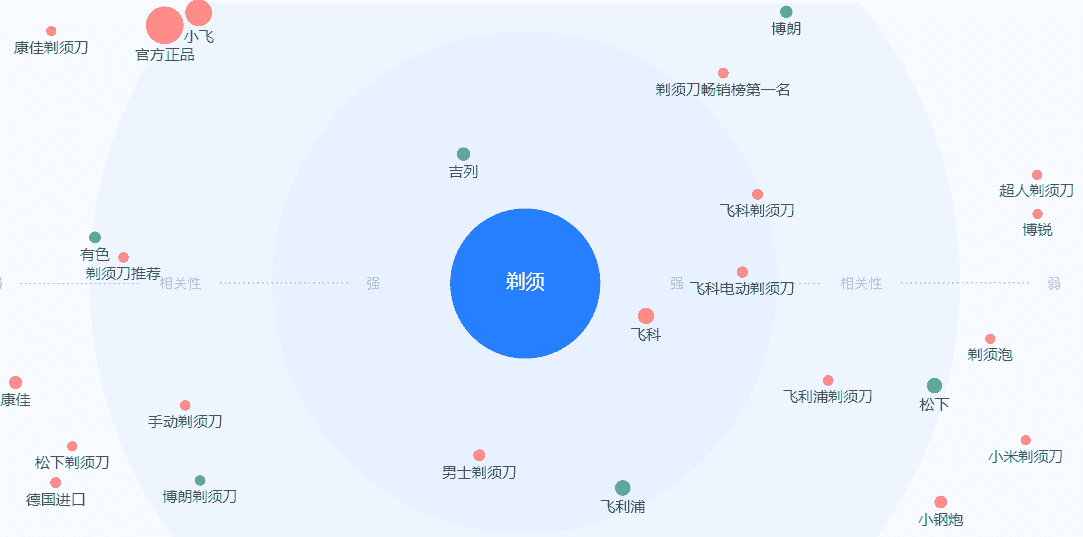 博朗
小飞
康佳剃须刀
官方正品
剃须刀畅销榜第一名
吉列
超人剃须刀
飞科剃须刀
博锐
有色
剃须刀推荐
弱
相关性
强
剃须
强
相关性
弱
飞科电动剃须刀
飞科
剃须泡
康佳
飞利浦剃须刀
松下
手动剃须刀
小米剃须刀
松下剃须刀
男士剃须刀
德国进口
博朗剃须刀
飞利浦
小钢炮